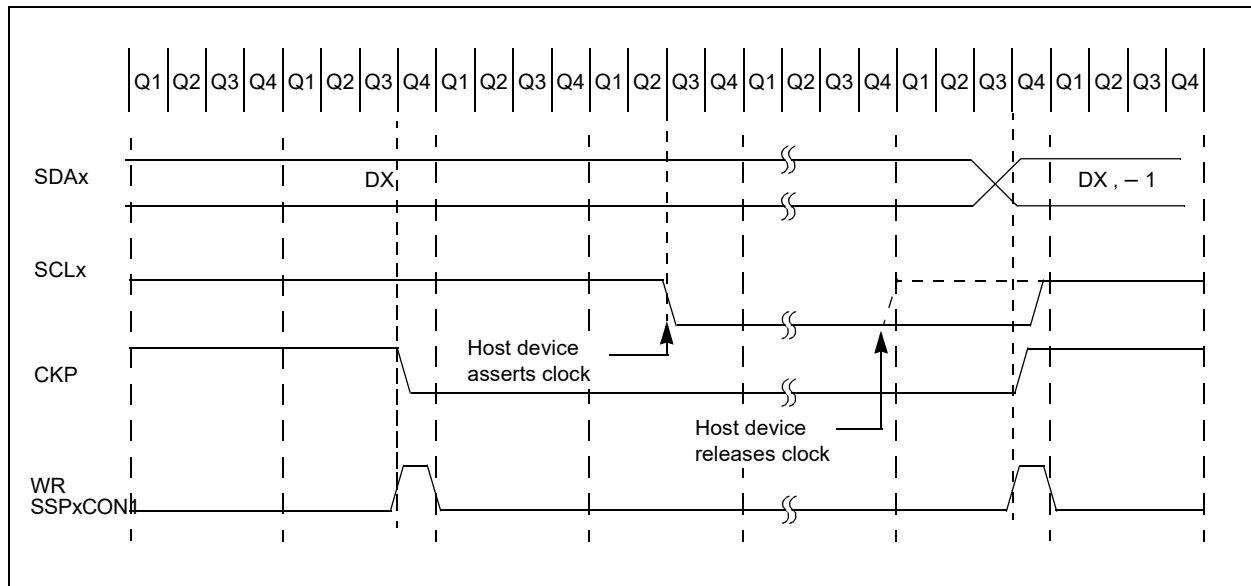 Q1 Q2 Q3 Q4 Q1 Q2 Q3 Q4 Q1 Q2 Q3 Q4 Q1 Q2 Q3 Q4 Q1 Q2 Q3 Q4 Q1 Q2 Q3 Q4 Q1 Q2 Q3 Q4
SDAx
DX
DX , – 1
SCLx
Host device
asserts clock
CKP
Host device
releases clock
WR
SSPxCON1